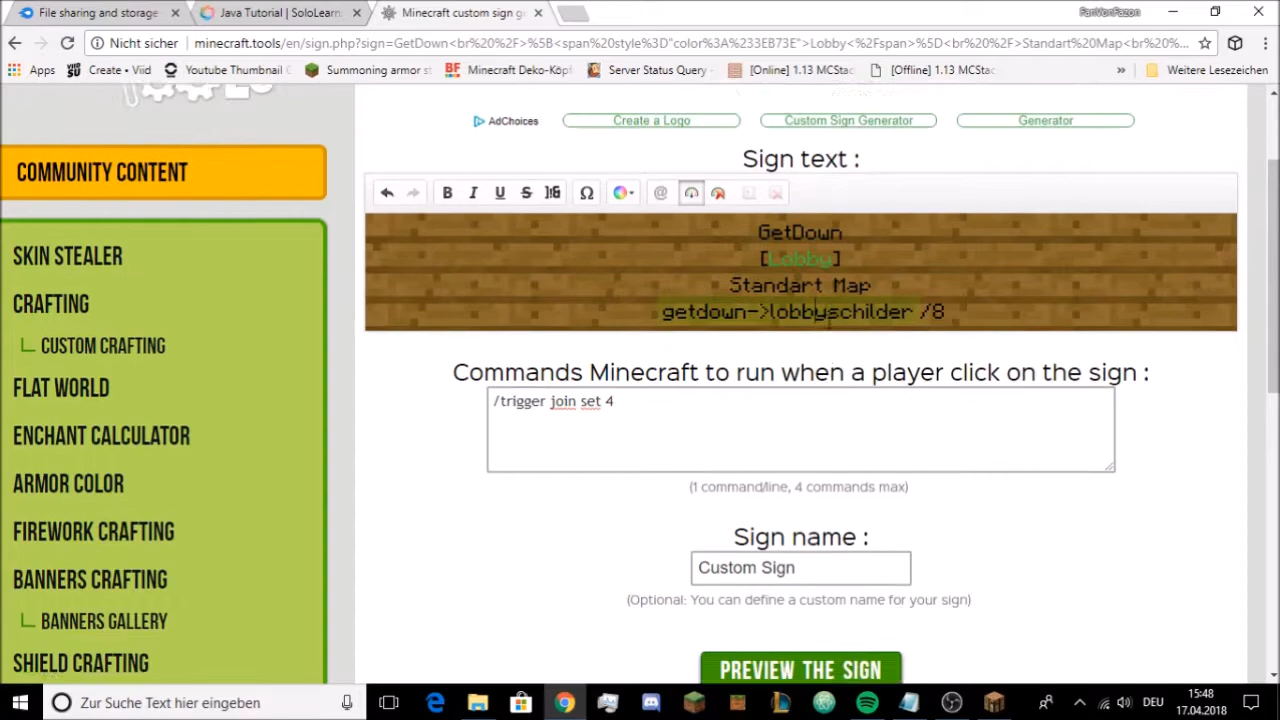 File sharing and storage
Java Tutorial | SoloLearn
Minecraft custom sign g
FanVonFazon
Nicht sicher
minecraft.tools/en/sign.php?sign=GetDown<br%20%2F>%5B<span%20style%3D"color%3A%233EB73E">Lobby<%2Fspan>%5D<br%20%2F>Standart%20Map<br%20%...
Apps
Create • Viid
Youtube Thumbnail
Summoning armor st
Minecraft Deko-Köpf
Server Status Query -
[Online] 1.13 MCStac
[Offline] 1.13 MCStac
»
Weitere Lesezeichen
AdChoices
Create a Logo
Custom Sign Generator
Generator
COMMUNITY CONTENT
Sign text :
B I U S
Ω
@
SKIN STEALER
GetDown
[Lobby]
Standart Map
getdown->lobbyschilder /8
CRAFTING
CUSTOM CRAFTING
FLAT WORLD
Commands Minecraft to run when a player click on the sign :
/trigger join set 4
ENCHANT CALCULATOR
ARMOR COLOR
(1 command/line, 4 commands max)
FIREWORK CRAFTING
Sign name :
Custom Sign
BANNERS CRAFTING
(Optional: You can define a custom name for your sign)
BANNERS GALLERY
SHIELD CRAFTING
PREVIEW THE SIGN
Zur Suche Text hier eingeben
DEU
15:48
17.04.2018